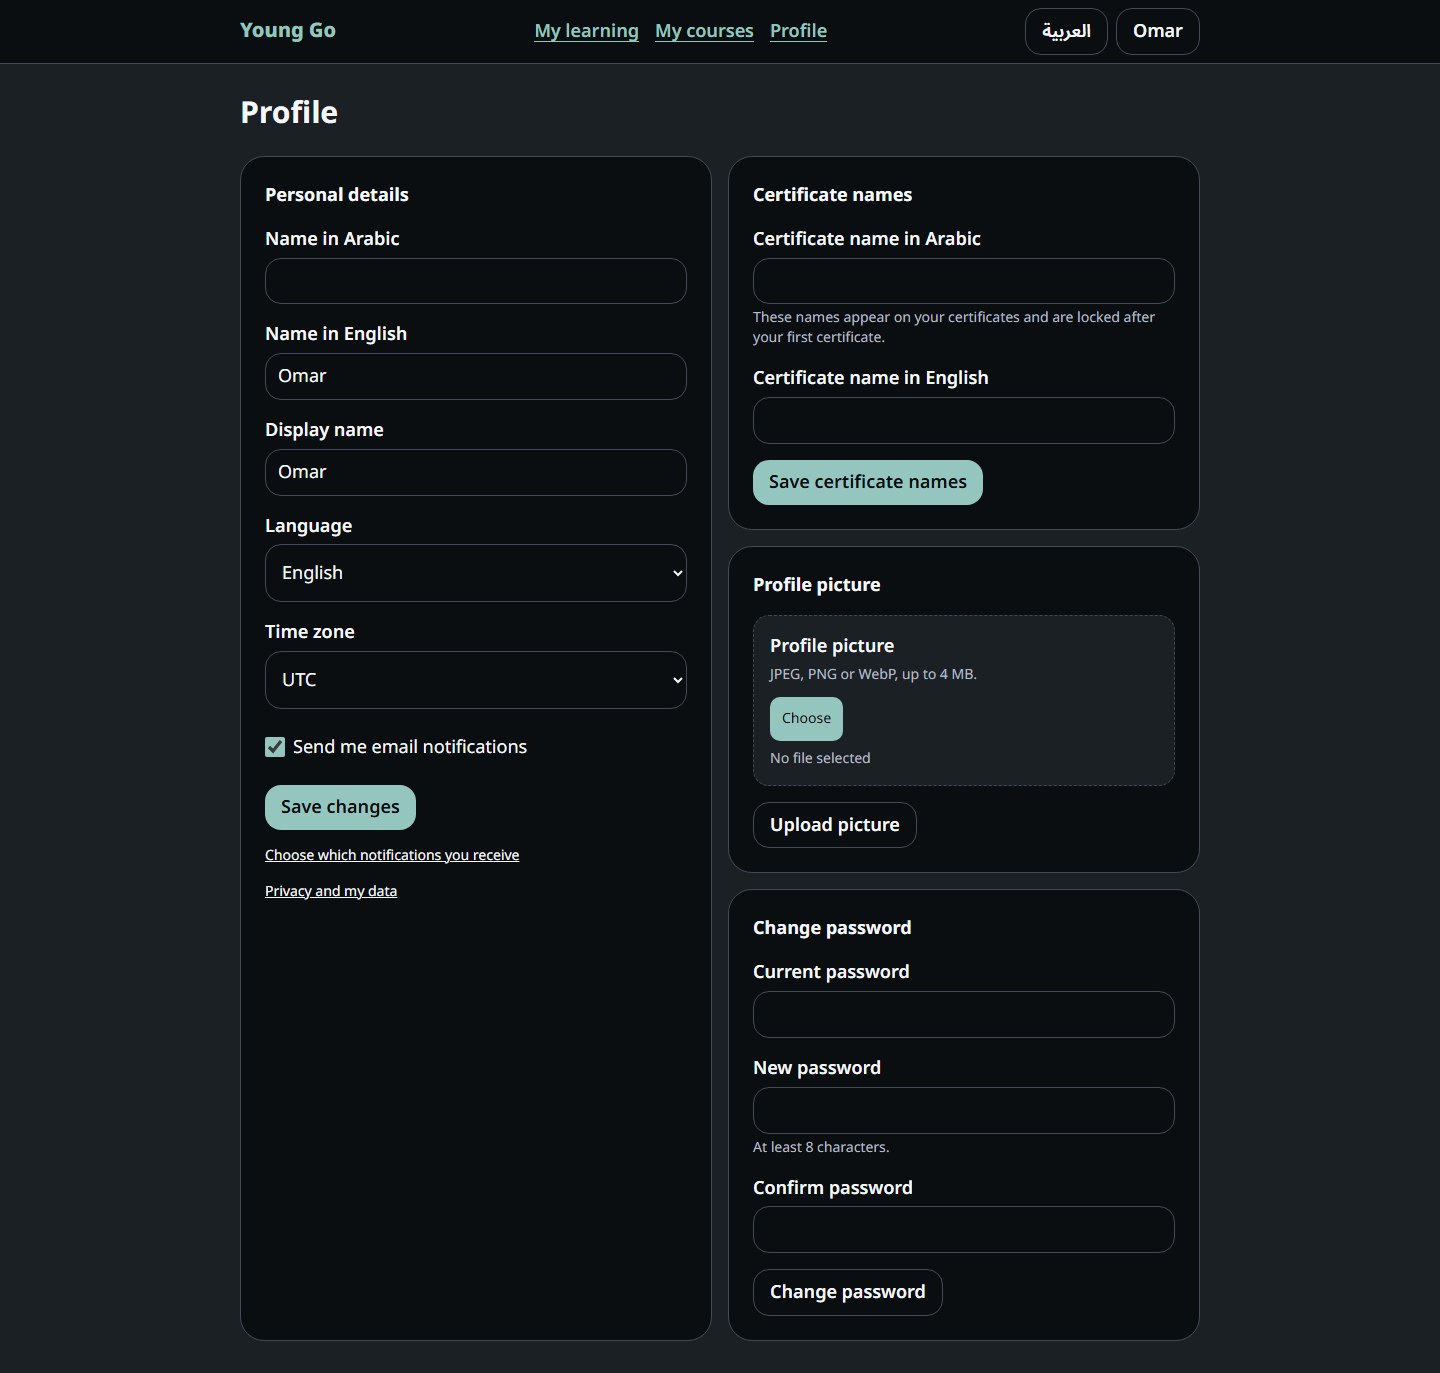 Young Go
My learning
My courses
Profile
العربية
Omar
Profile
Personal details
Name in Arabic
Name in English
Omar
Display name
Omar
Language
English
Time zone
UTC
Send me email notifications
Save changes
Choose which notifications you receive
Privacy and my data
Certificate names
Certificate name in Arabic
These names appear on your certificates and are locked after
your first certificate.
Certificate name in English
Save certificate names
Profile picture
Profile picture
JPEG, PNG or WebP, up to 4 MB.
Choose
No file selected
Upload picture
Change password
Current password
New password
At least 8 characters.
Confirm password
Change password